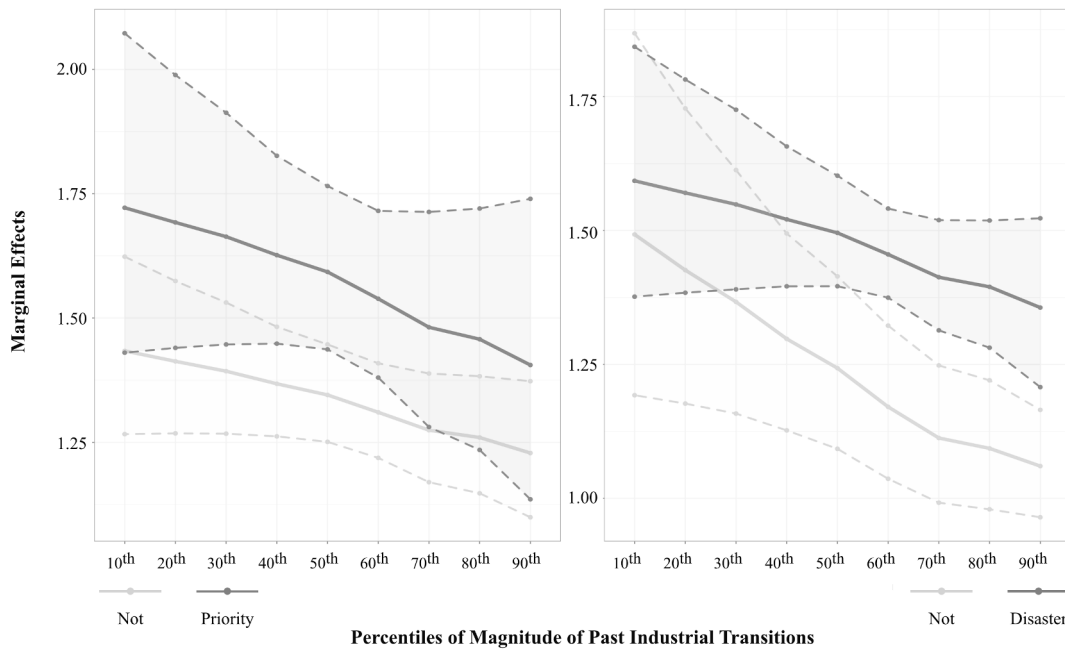 Marginal Effects
2.00
1.75
1.50
1.25
10th 20th 30th 40th 50th 60th 70th 80th 90th
Not Priority
1.75
1.50
1.25
1.00
10th 20th 30th 40th 50th 60th 70th 80th 90th
Not Disaster
Percentiles of Magnitude of Past Industrial Transitions